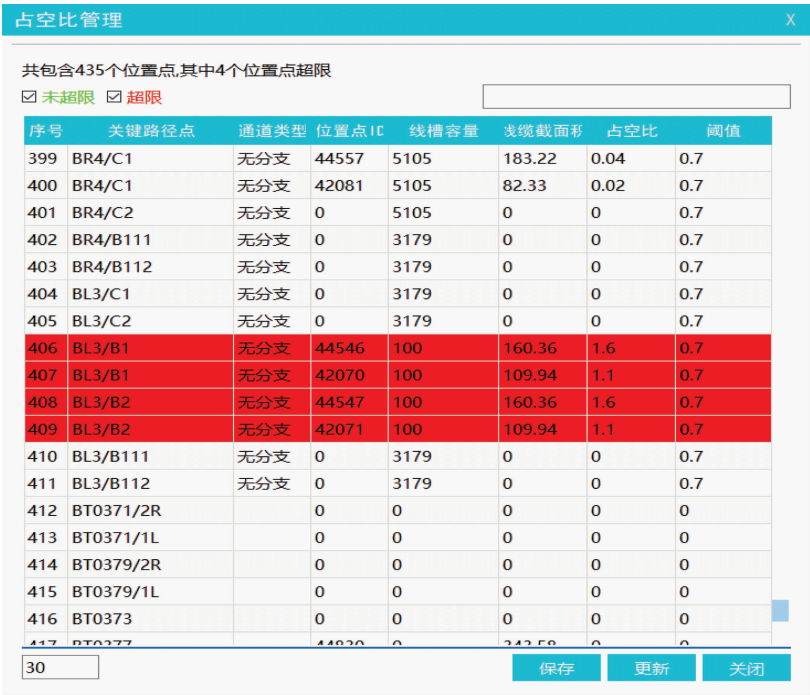 占空比管理 X
共包含435个位置点,其中4个位置点超限
未超限 超限
序号 关键路径点 通道类型 位置点ID 线槽容量 缆截面积 占空比 阈值
399 BR4/C1 无分支 44557 5105 183.22 0.04 0.7
400 BR4/C1 无分支 42081 5105 82.33 0.02 0.7
401 BR4/C2 无分支 0 5105 0 0 0.7
402 BR4/B111 无分支 0 3179 0 0 0.7
403 BR4/B112 无分支 0 3179 0 0 0.7
404 BL3/C1 无分支 0 3179 0 0 0.7
405 BL3/C2 无分支 0 3179 0 0 0.7
406 BL3/B1 无分支 44546 100 160.36 1.6 0.7
407 BL3/B1 无分支 42070 100 109.94 1.1 0.7
408 BL3/B2 无分支 44547 100 160.36 1.6 0.7
409 BL3/B2 无分支 42071 100 109.94 1.1 0.7
410 BL3/B111 无分支 0 3179 0 0 0.7
411 BL3/B112 无分支 0 3179 0 0 0.7
412 BT0371/2R 0 0 0 0 0
413 BT0371/1L 0 0 0 0 0
414 BT0379/2R 0 0 0 0 0
415 BT0379/1L 0 0 0 0 0
416 BT0373 0 0 0 0 0
30 保存 更新 关闭